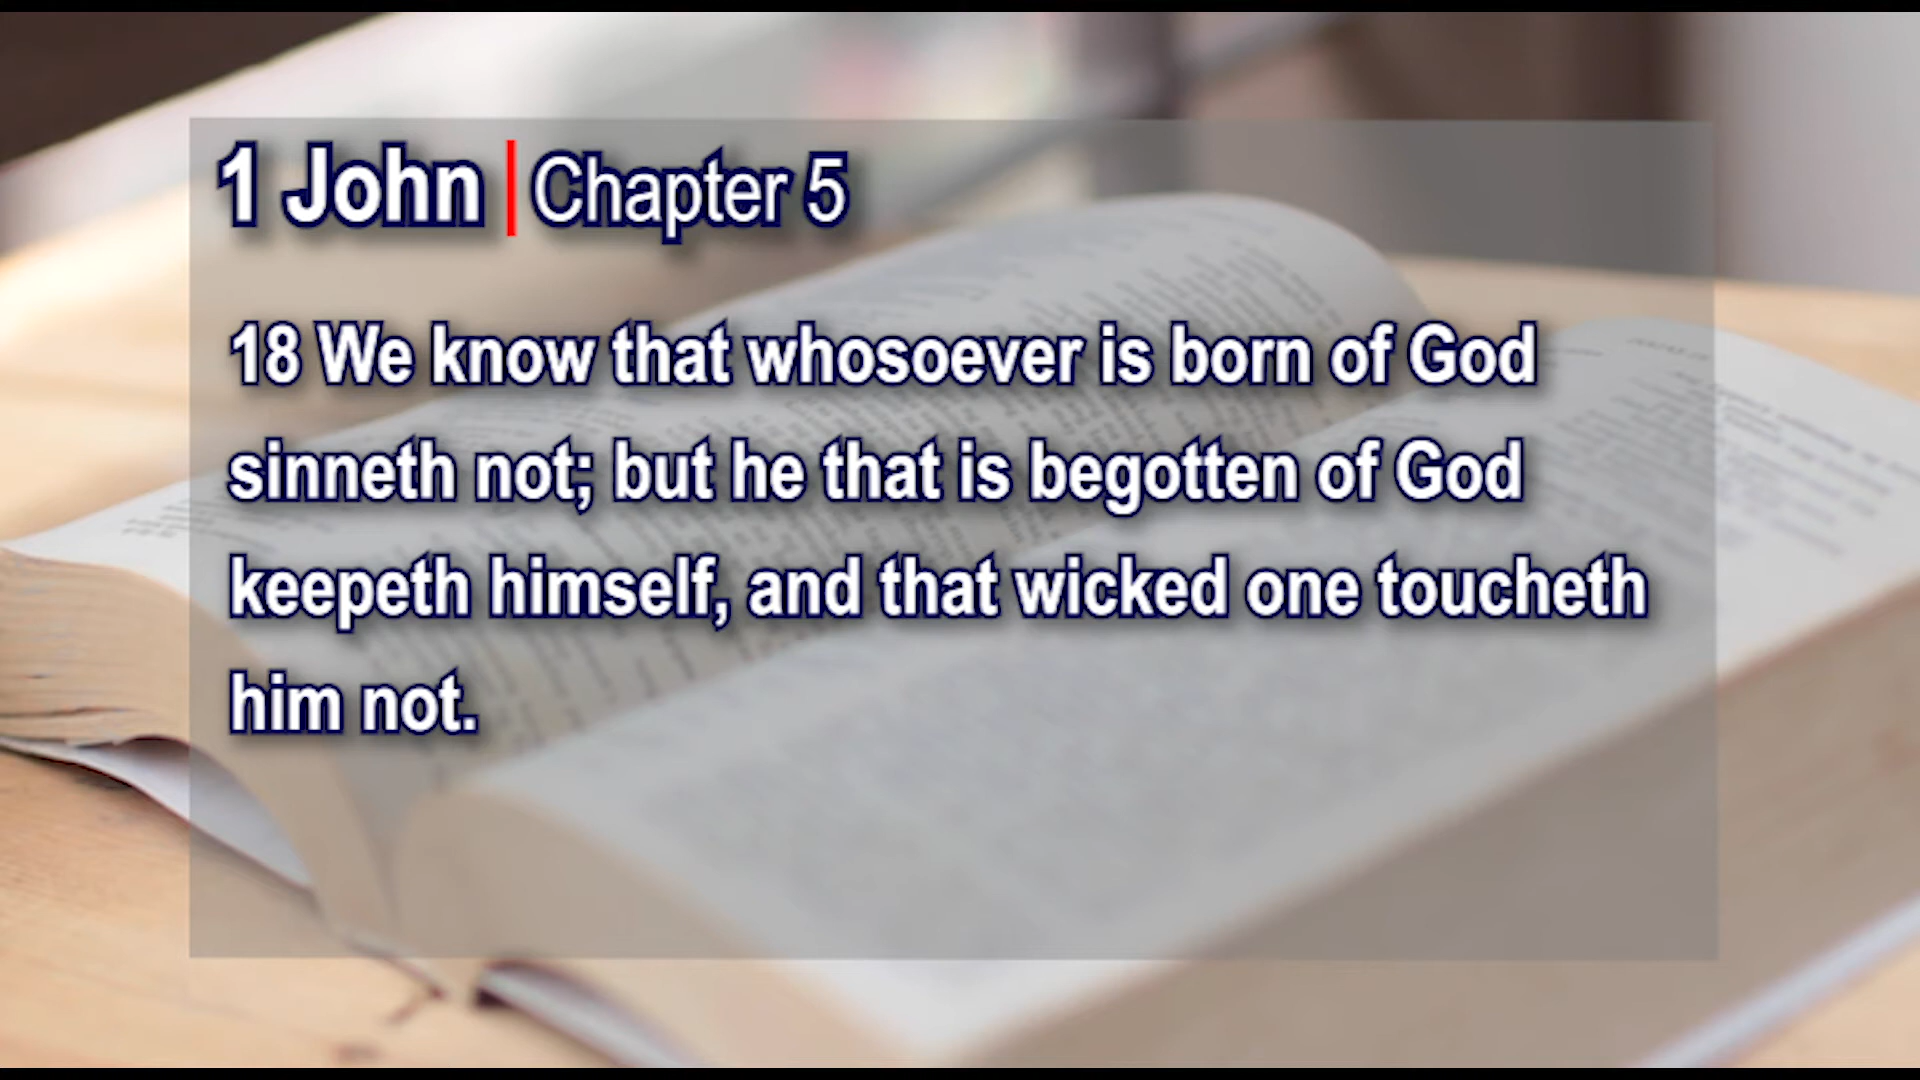 1 John | Chapter 5
18 We know that whosoever is born of God
sinneth not; but he that is begotten of God
keepeth himself, and that wicked one toucheth
him not.